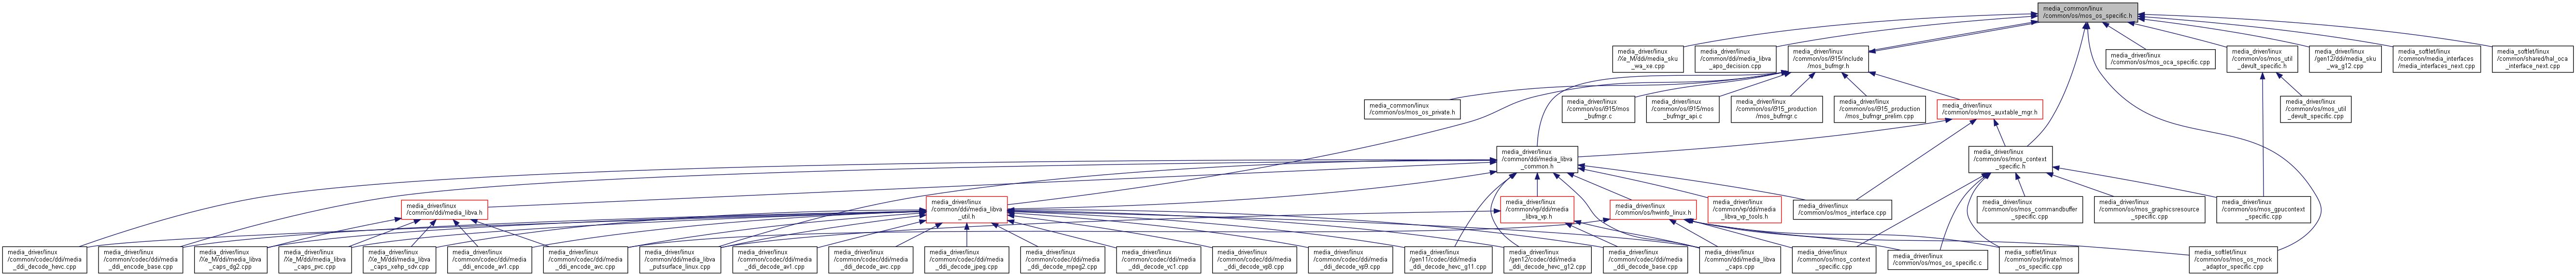 media_common/linux
/common/os/mos_os_specific.h
media_driver/linux
/Xe_M/ddi/media_sku
_wa_xe.cpp
media_driver/linux
/common/ddi/media_libva
_apo_decision.cpp
media_driver/linux
/common/os/i915/include
/mos_bufmgr.h
media_driver/linux
/common/os/mos_oca_specific.cpp
media_driver/linux
/common/os/mos_util
_devult_specific.h
media_driver/linux
/gen12/ddi/media_sku
_wa_g12.cpp
media_softlet/linux
/common/media_interfaces
/media_interfaces_next.cpp
media_softlet/linux
/common/shared/hal_oca
_interface_next.cpp
media_common/linux
/common/os/mos_os_private.h
media_driver/linux
/common/os/i915/mos
_bufmgr.c
media_driver/linux
/common/os/i915/mos
_bufmgr_api.c
media_driver/linux
/common/os/i915_production
/mos_bufmgr.c
media_driver/linux
/common/os/i915_production
/mos_bufmgr_prelim.cpp
media_driver/linux
/common/os/mos_auxtable_mgr.h
media_driver/linux
/common/os/mos_util
_devult_specific.cpp
media_driver/linux
/common/ddi/media_libva
_common.h
media_driver/linux
/common/os/mos_context
_specific.h
media_driver/linux
/common/ddi/media_libva.h
media_driver/linux
/common/ddi/media_libva
_util.h
media_driver/linux
/common/vp/ddi/media
_libva_vp.h
media_driver/linux
/common/os/hwinfo_linux.h
media_driver/linux
/common/vp/ddi/media
_libva_vp_tools.h
media_driver/linux
/common/os/mos_interface.cpp
media_driver/linux
/common/os/mos_commandbuffer
_specific.cpp
media_driver/linux
/common/os/mos_graphicsresource
_specific.cpp
media_driver/linux
/common/os/mos_gpucontext
_specific.cpp
media_driver/linux
/common/codec/ddi/media
_ddi_decode_hevc.cpp
media_driver/linux
/common/codec/ddi/media
_ddi_encode_base.cpp
media_driver/linux
/Xe_M/ddi/media_libva
_caps_dg2.cpp
media_driver/linux
/Xe_M/ddi/media_libva
_caps_pvc.cpp
media_driver/linux
/Xe_M/ddi/media_libva
_caps_xehp_sdv.cpp
media_driver/linux
/common/codec/ddi/media
_ddi_encode_av1.cpp
media_driver/linux
/common/codec/ddi/media
_ddi_encode_avc.cpp
media_driver/linux
/common/ddi/media_libva
_putsurface_linux.cpp
media_driver/linux
/common/codec/ddi/media
_ddi_decode_av1.cpp
media_driver/linux
/common/codec/ddi/media
_ddi_decode_avc.cpp
media_driver/linux
/common/codec/ddi/media
_ddi_decode_jpeg.cpp
media_driver/linux
/common/codec/ddi/media
_ddi_decode_mpeg2.cpp
media_driver/linux
/common/codec/ddi/media
_ddi_decode_vc1.cpp
media_driver/linux
/common/codec/ddi/media
_ddi_decode_vp8.cpp
media_driver/linux
/common/codec/ddi/media
_ddi_decode_vp9.cpp
media_driver/linux
/gen11/codec/ddi/media
_ddi_decode_hevc_g11.cpp
media_driver/linux
/gen12/codec/ddi/media
_ddi_decode_hevc_g12.cpp
media_driver/linux
/common/codec/ddi/media
_ddi_decode_base.cpp
media_driver/linux
/common/ddi/media_libva
_caps.cpp
media_driver/linux
/common/os/mos_context
_specific.cpp
media_driver/linux
/common/os/mos_os_specific.c
media_softlet/linux
/common/os/private/mos
_os_specific.cpp
media_softlet/linux
/common/os/mos_os_mock
_adaptor_specific.cpp